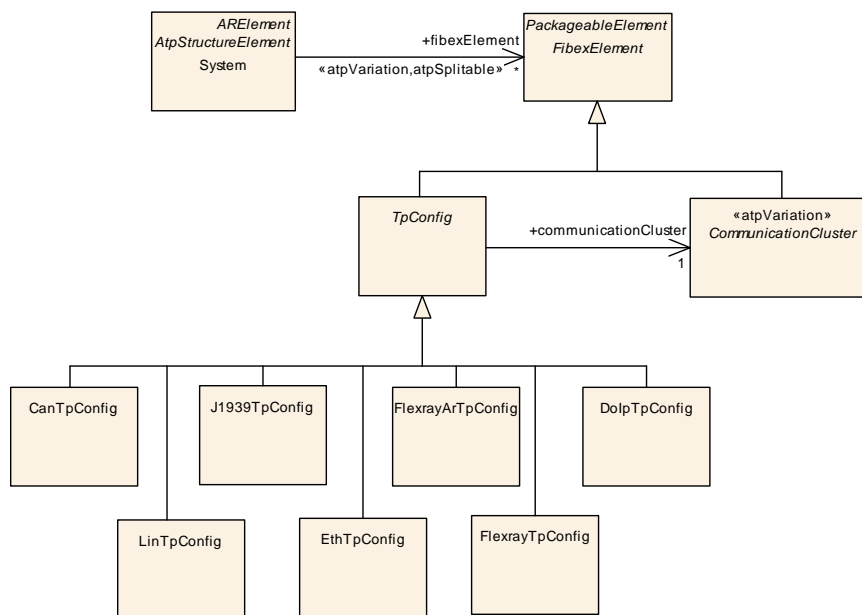 ARElement
AtpStructureElement
System
+fibexElement
«atpVariation,atpSplitable»
*
PackageableElement
FibexElement
TpConfig
+communicationCluster
1
«atpVariation»
CommunicationCluster
CanTpConfig
J1939TpConfig
FlexrayArTpConfig
DoIpTpConfig
LinTpConfig
EthTpConfig
FlexrayTpConfig